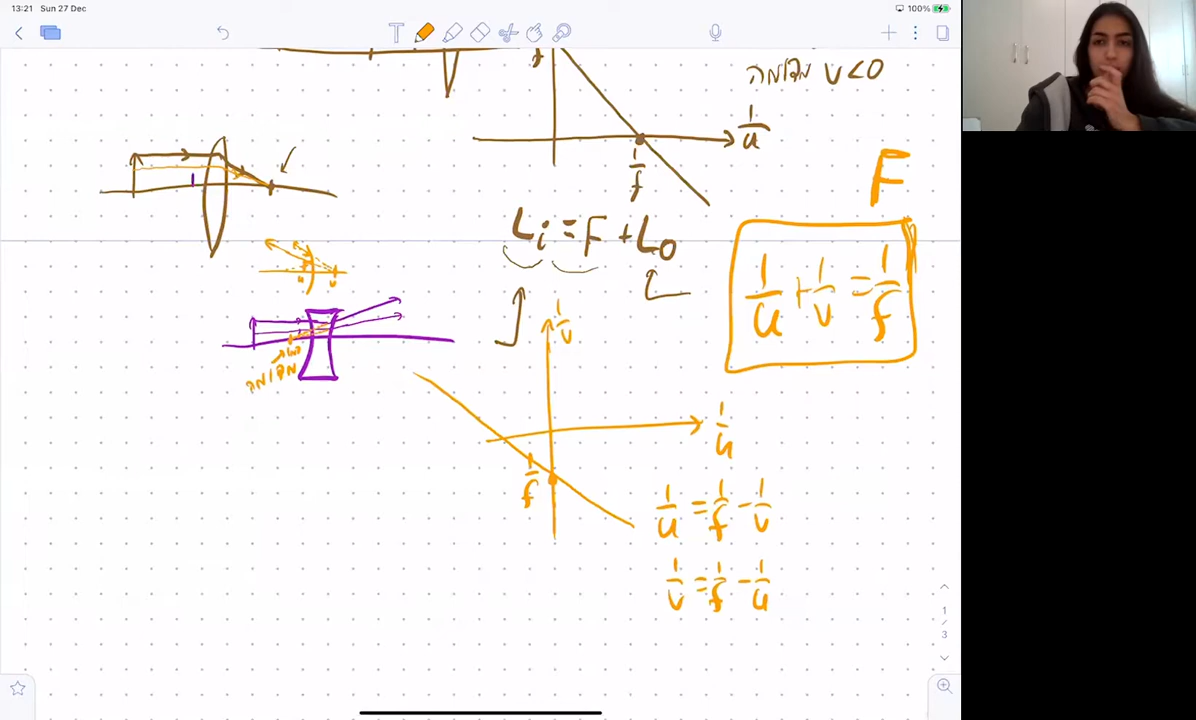 13:21 Sun 27 Dec
100%
T
f
מדומה v<0
1/u
1/f
F
Li = F + Lo
1/u + 1/v = 1/f
1/v
מדומה
1/u
1/f
1/u = 1/f - 1/v
1/v = 1/f - 1/u
1
/
3